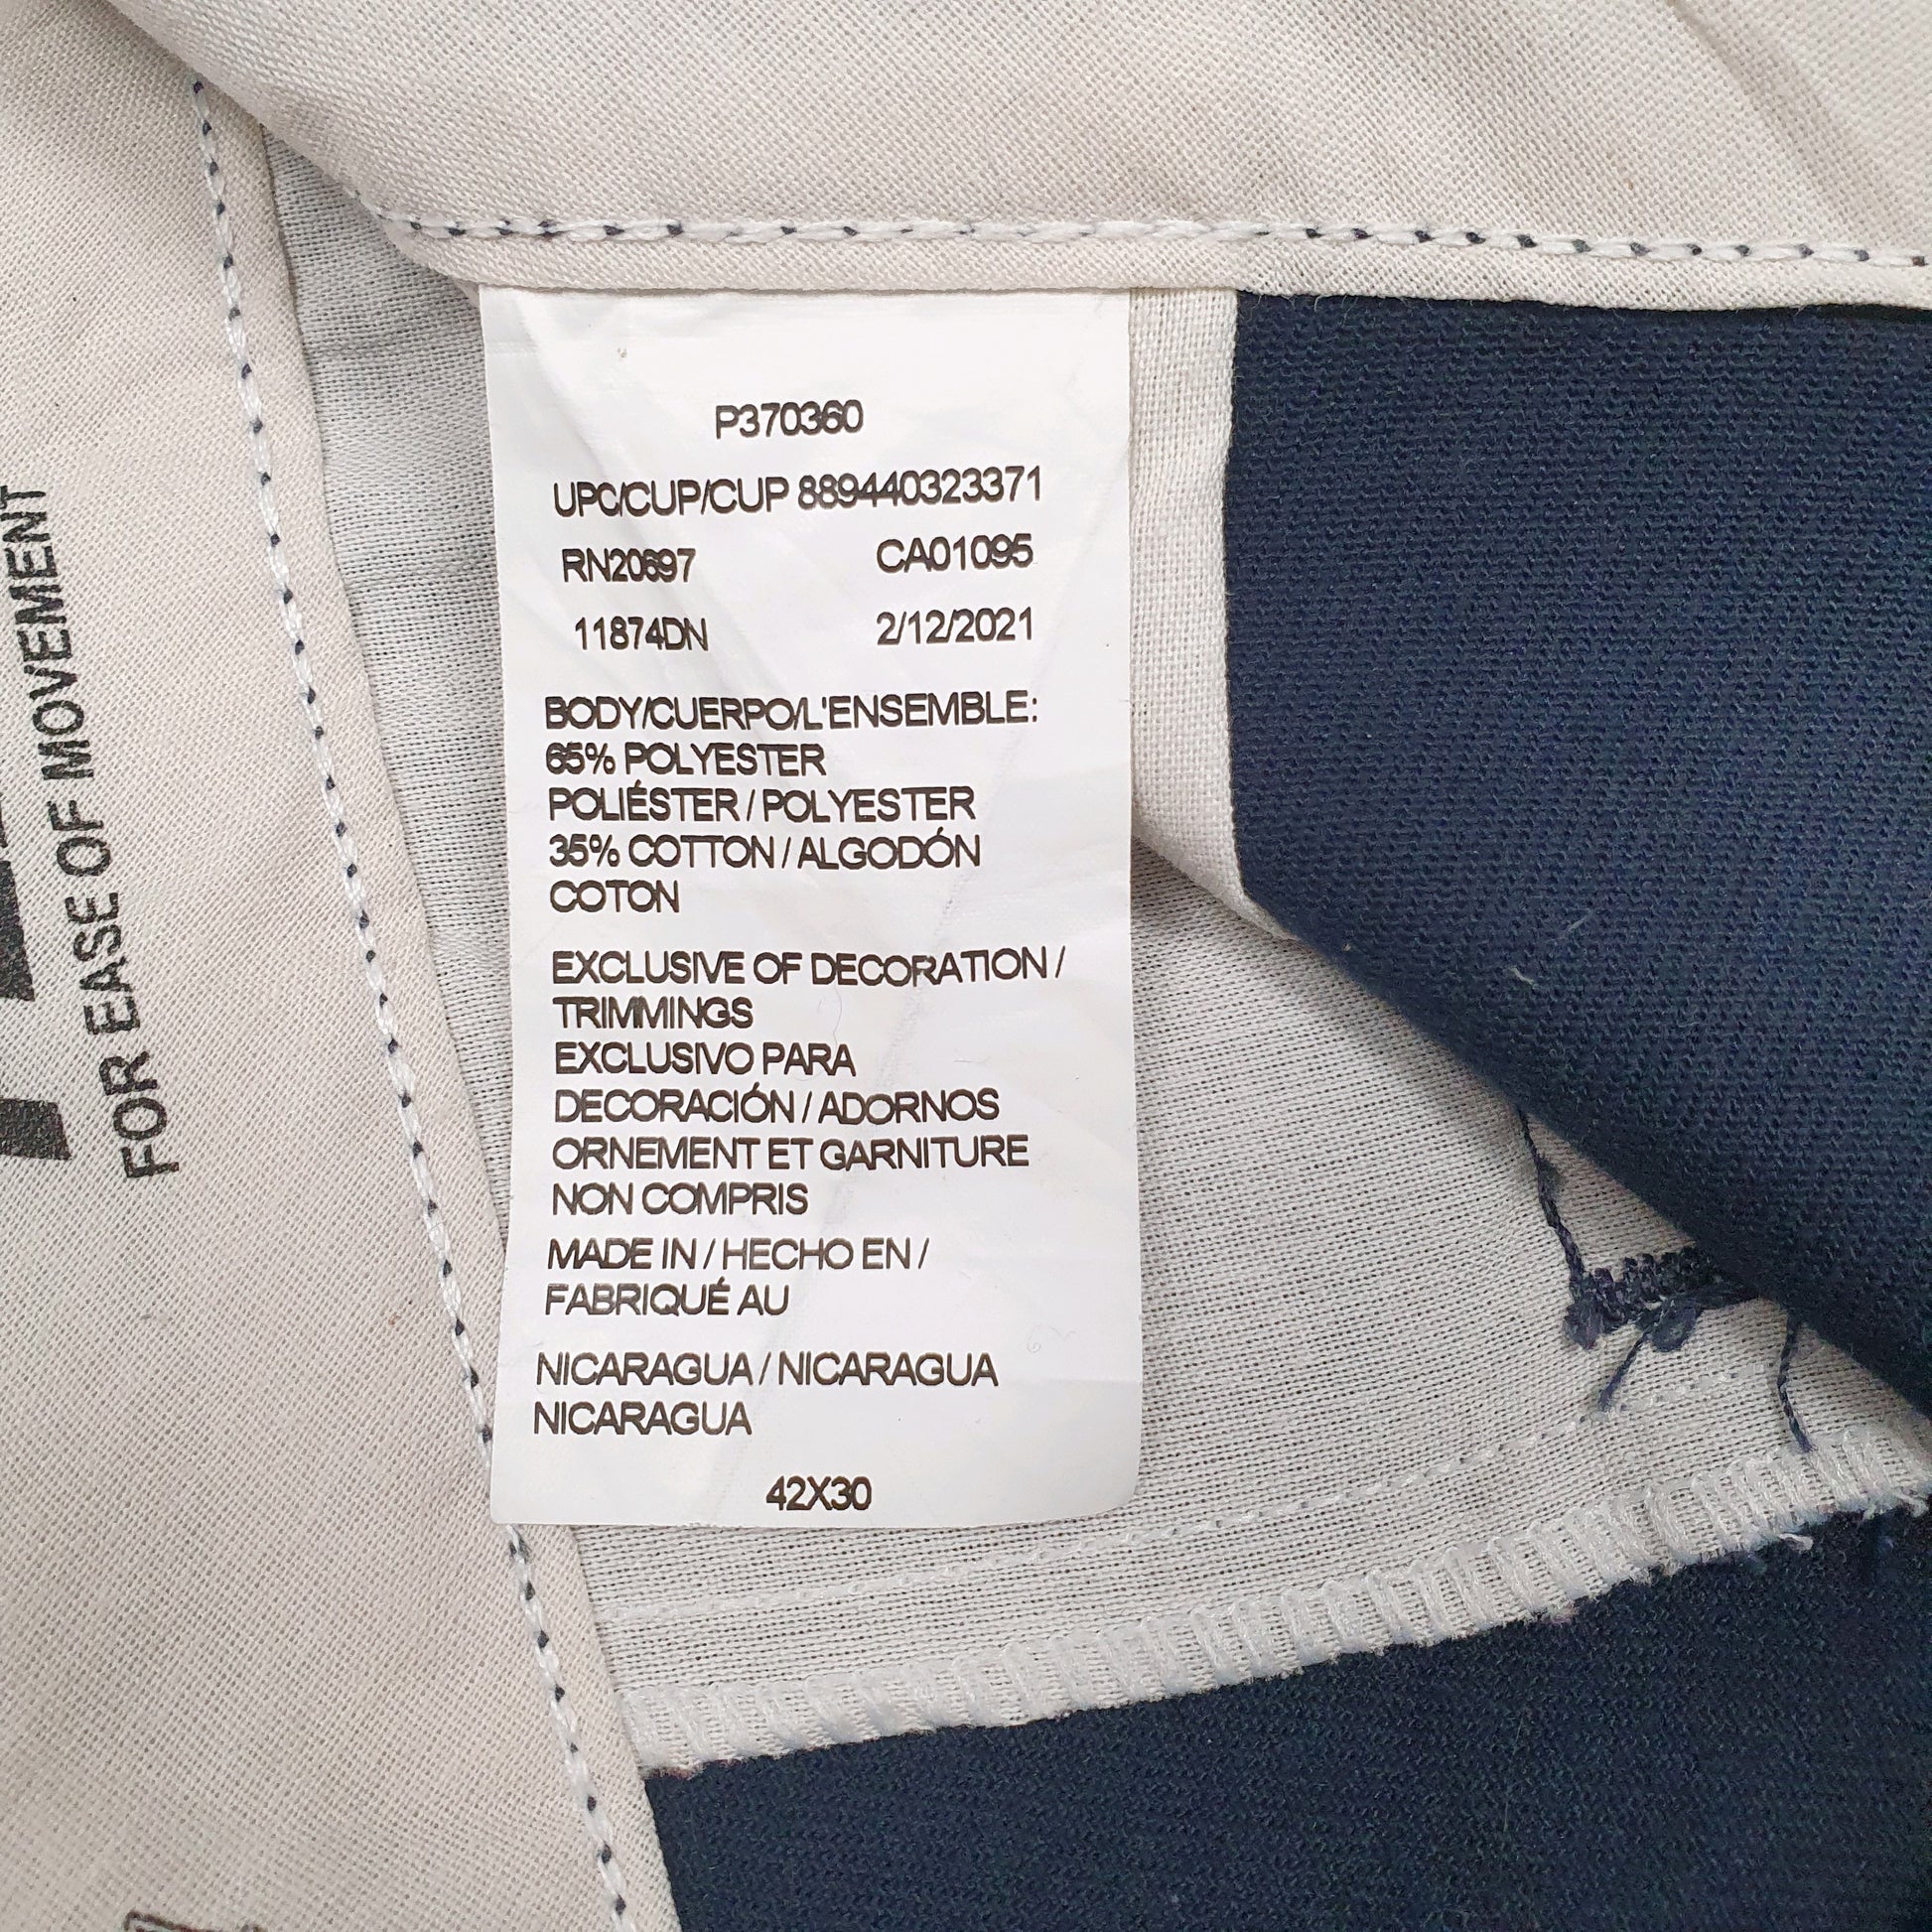 FOR EASE OF MOVEMENT
P370360
UPC/CUP/CUP 889440323371
RN20697 CA01095
11874DN 2/12/2021
BODY/CUERPO/L'ENSEMBLE:
65% POLYESTER
POLIÉSTER / POLYESTER
35% COTTON / ALGODÓN
COTON
EXCLUSIVE OF DECORATION /
TRIMMINGS
EXCLUSIVO PARA
DECORACIÓN / ADORNOS
ORNEMENT ET GARNITURE
NON COMPRIS
MADE IN / HECHO EN /
FABRIQUÉ AU
NICARAGUA / NICARAGUA
NICARAGUA
42X30